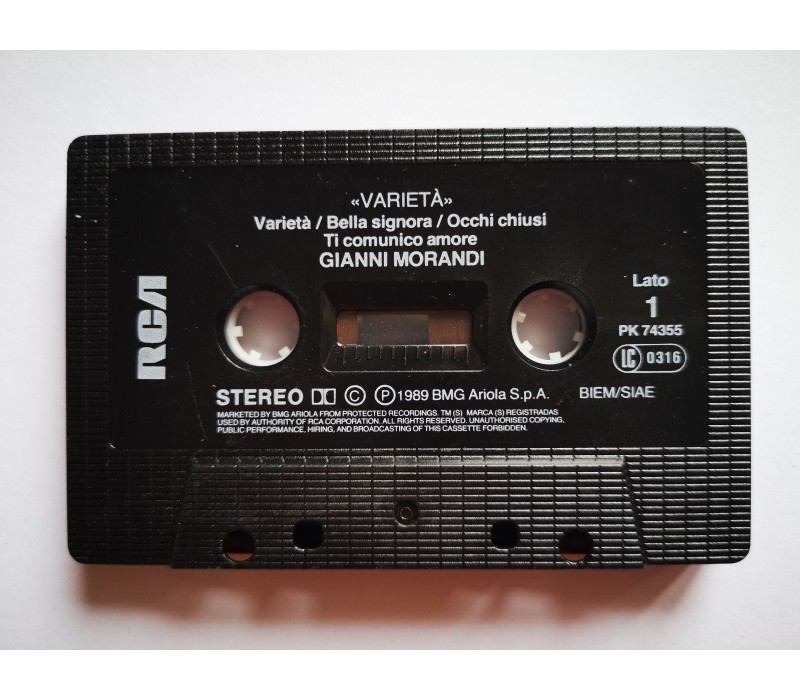 «VARIETÀ»
Varietà / Bella signora / Occhi chiusi
Ti comunico amore
GIANNI MORANDI
RCA
Lato
1
PK 74355
LC 0316
STEREO C P 1989 BMG Ariola S.p.A. BIEM/SIAE
MARKETED BY BMG ARIOLA FROM PROTECTED RECORDINGS. TM (S) MARCA (S) REGISTRADAS
USED BY AUTHORITY OF RCA CORPORATION. ALL RIGHTS RESERVED. UNAUTHORISED COPYING,
PUBLIC PERFORMANCE, HIRING, AND BROADCASTING OF THIS CASSETTE FORBIDDEN.